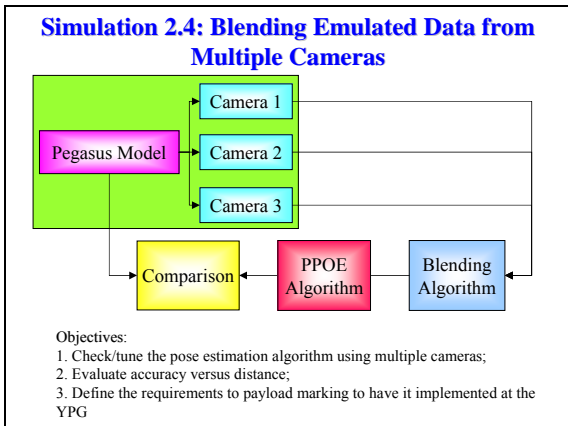 Simulation 2.4: Blending Emulated Data from
Multiple Cameras
Camera 1
Pegasus Model
Camera 2
Camera 3
Comparison
PPOE
Algorithm
Blending
Algorithm
Objectives:
1. Check/tune the pose estimation algorithm using multiple cameras;
2. Evaluate accuracy versus distance;
3. Define the requirements to payload marking to have it implemented at the
YPG